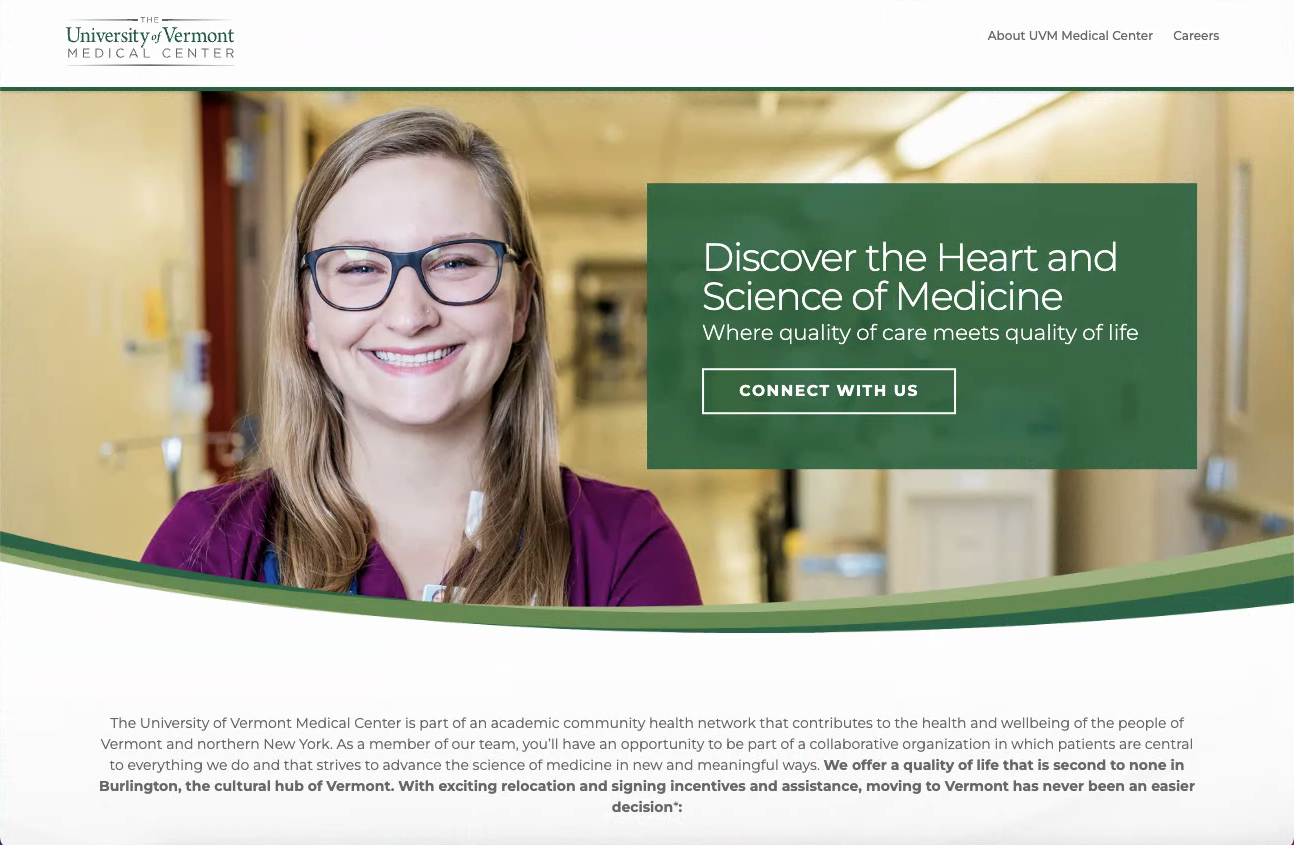 THE
University of Vermont
MEDICAL CENTER
About UVM Medical Center
Careers
Discover the Heart and
Science of Medicine
Where quality of care meets quality of life
CONNECT WITH US
The University of Vermont Medical Center is part of an academic community health network that contributes to the health and wellbeing of the people of
Vermont and northern New York. As a member of our team, you'll have an opportunity to be part of a collaborative organization in which patients are central
to everything we do and that strives to advance the science of medicine in new and meaningful ways. We offer a quality of life that is second to none in
Burlington, the cultural hub of Vermont. With exciting relocation and signing incentives and assistance, moving to Vermont has never been an easier
decision*: